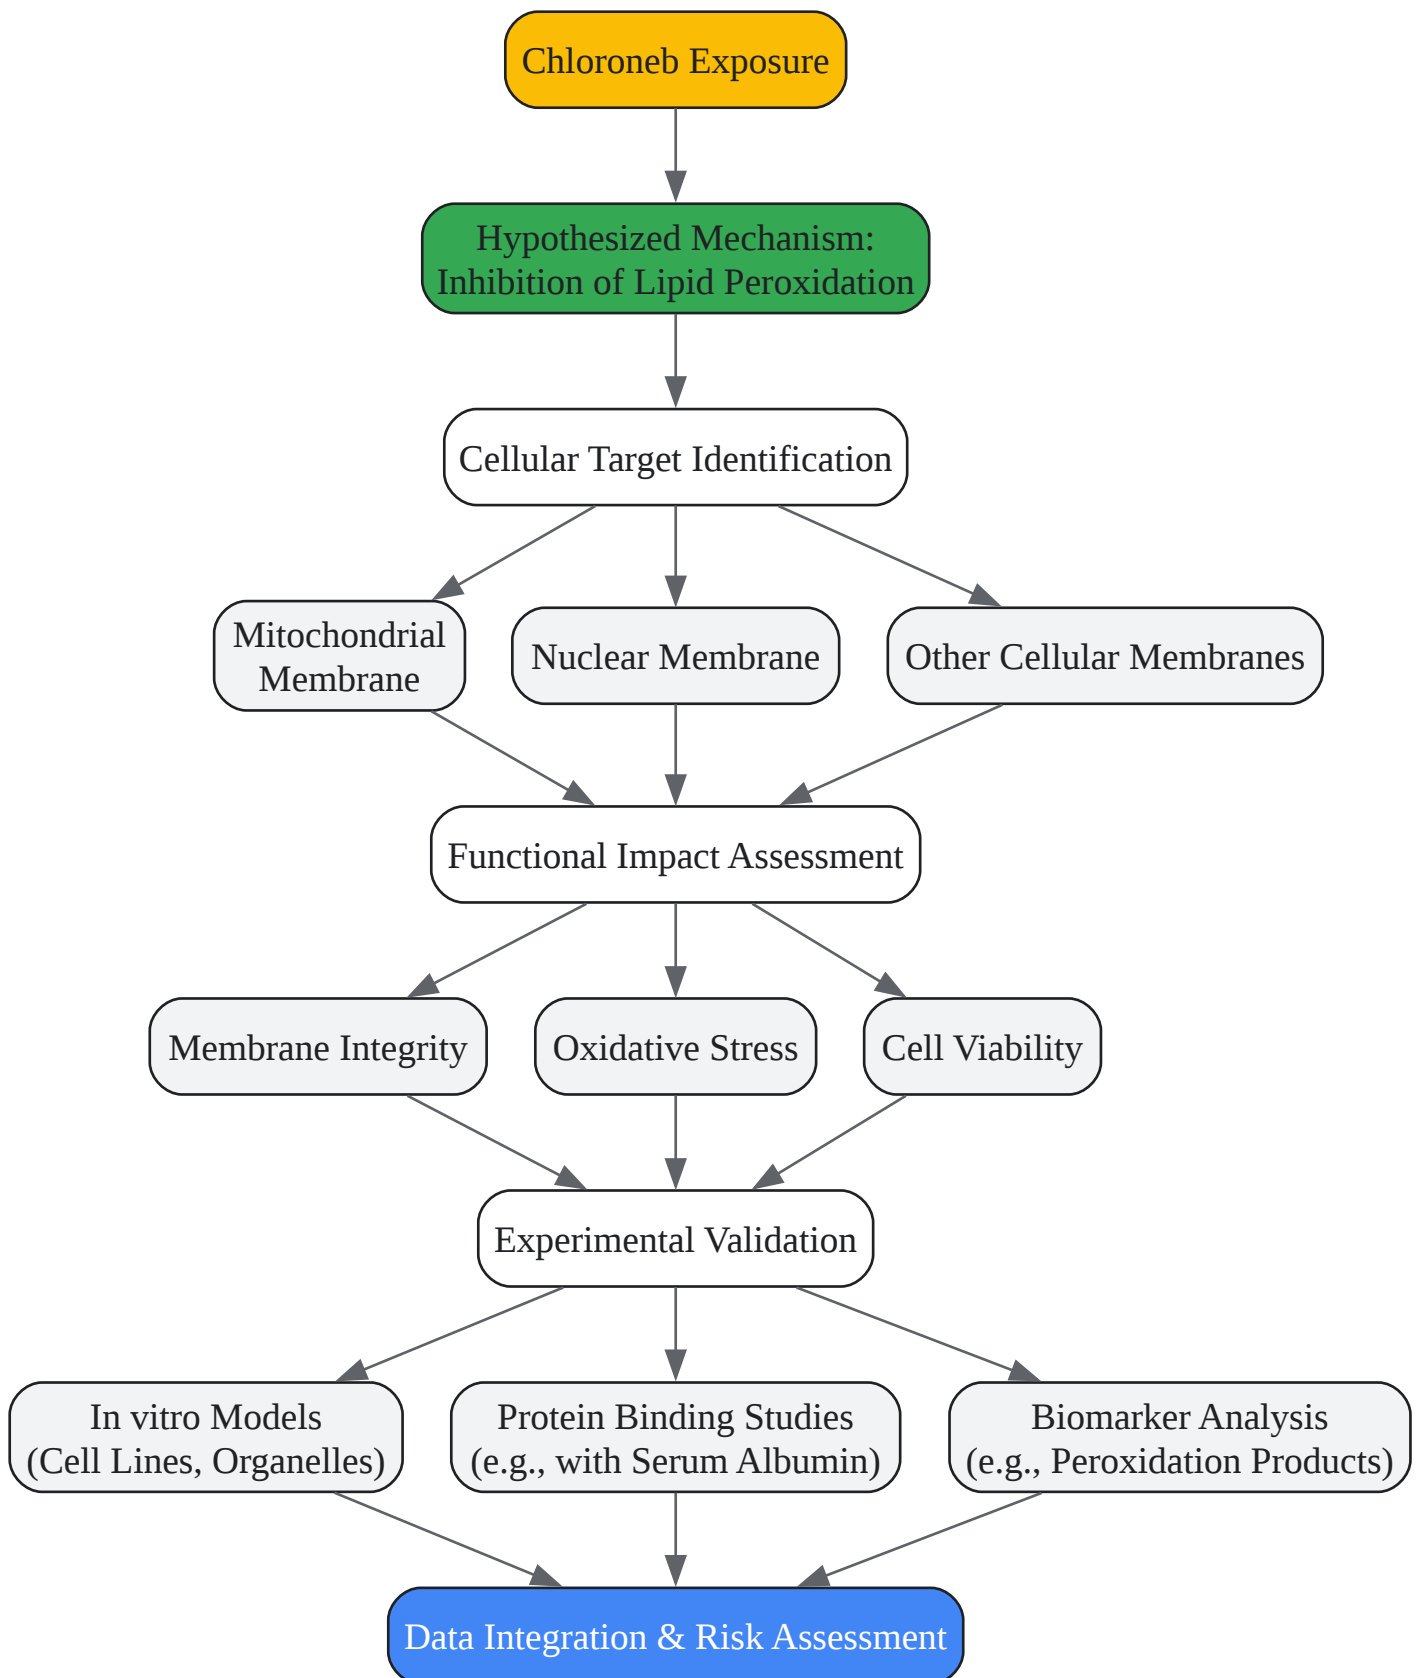 Chloroneb Exposure
Hypothesized Mechanism:
Inhibition of Lipid Peroxidation
Cellular Target Identification
Mitochondrial
Membrane
Nuclear Membrane
Other Cellular Membranes
Functional Impact Assessment
Membrane Integrity
Oxidative Stress
Cell Viability
Experimental Validation
In vitro Models
(Cell Lines, Organelles)
Protein Binding Studies
(e.g., with Serum Albumin)
Biomarker Analysis
(e.g., Peroxidation Products)
Data Integration & Risk Assessment